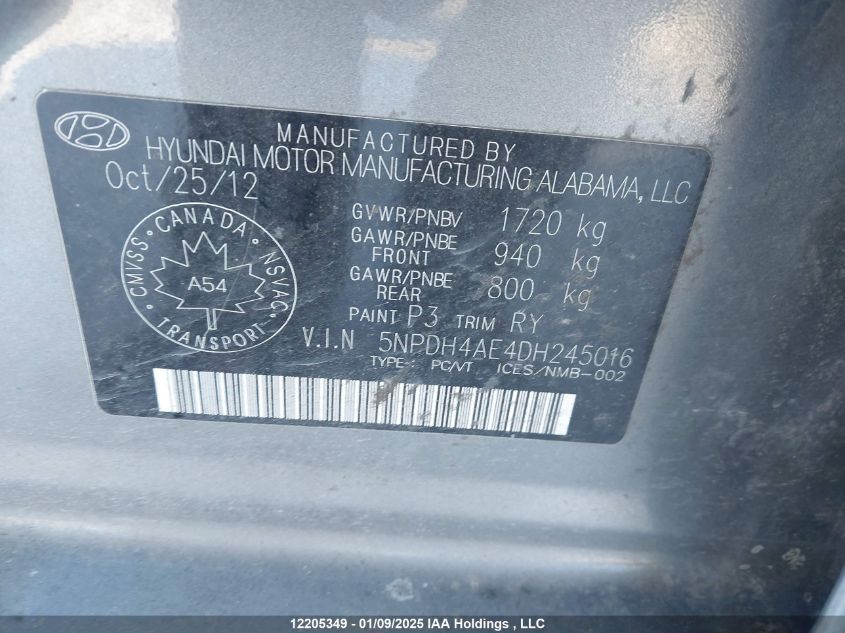 MANUFACTURED BY
HYUNDAI MOTOR MANUFACTURING ALABAMA, LLC
Oct/25/12
CMVSS • CANADA • NSVAC • TRANSPORT •
A54
GVWR/PNBV 1720 kg
GAWR/PNBE FRONT 940 kg
GAWR/PNBE REAR 800 kg
PAINT P3 TRIM RY
V.I.N 5NPDH4AE4DH245016
TYPE-: PC/VT ICES/NMB-002
12205349 - 01/09/2025 IAA Holdings , LLC